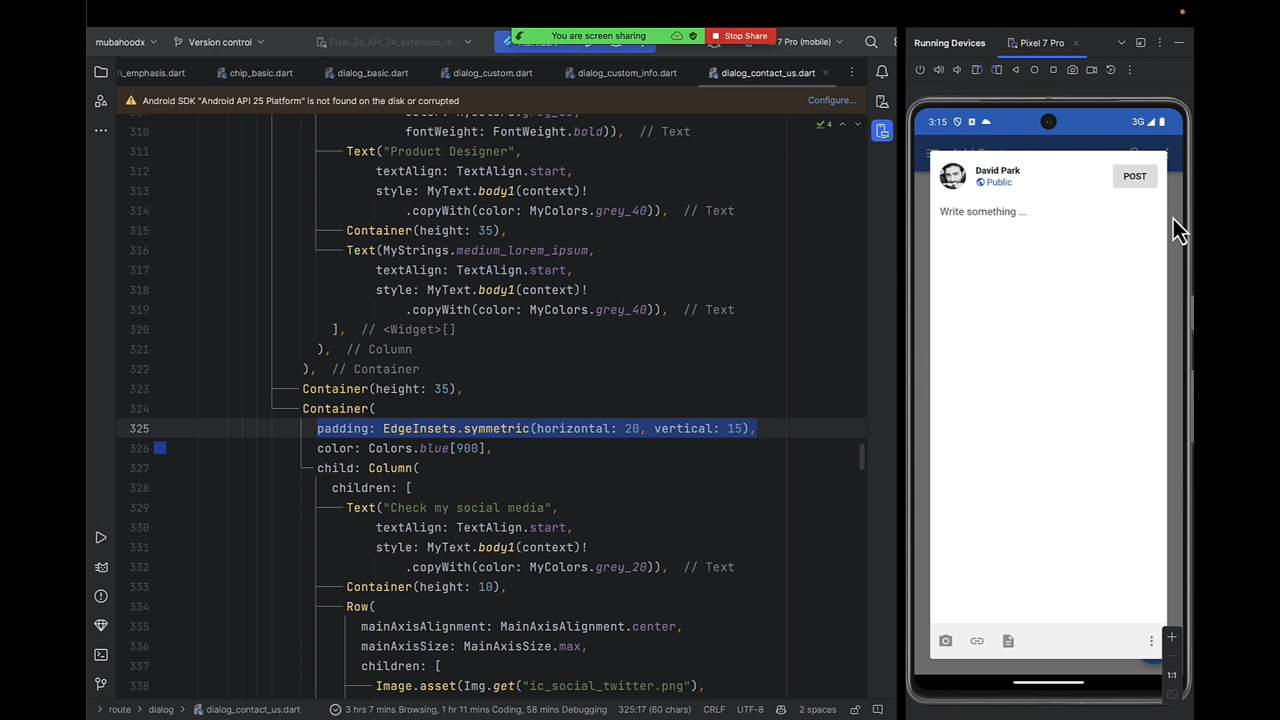 You are screen sharing
Stop Share
mubahoodx
Version control
Pixel_3a_API_34_extension_le
7 Pro (mobile)
Running Devices
Pixel 7 Pro
h_emphasis.dart
chip_basic.dart
dialog_basic.dart
dialog_custom.dart
dialog_custom_info.dart
dialog_contact_us.dart
Android SDK "Android API 25 Platform" is not found on the disk or corrupted
Configure...
4
310 fontWeight: FontWeight.bold)), // Text
311 Text("Product Designer",
312 textAlign: TextAlign.start,
313 style: MyText.body1(context)!
314 .copyWith(color: MyColors.grey_40)), // Text
315 Container(height: 35),
316 Text(MyStrings.medium_lorem_ipsum,
317 textAlign: TextAlign.start,
318 style: MyText.body1(context)!
319 .copyWith(color: MyColors.grey_40)), // Text
320 ], // <Widget>[]
321 ), // Column
322 ), // Container
323 Container(height: 35),
324 Container(
325 padding: EdgeInsets.symmetric(horizontal: 20, vertical: 15),
326 color: Colors.blue[900],
327 child: Column(
328 children: [
329 Text("Check my social media",
330 textAlign: TextAlign.start,
331 style: MyText.body1(context)!
332 .copyWith(color: MyColors.grey_20)), // Text
333 Container(height: 10),
334 Row(
335 mainAxisAlignment: MainAxisAlignment.center,
336 mainAxisSize: MainAxisSize.max,
337 children: [
338 Image.asset(Img.get("ic_social_twitter.png"),
3:15
3G
David Park
Public
POST
Write something ...
1:1
route
dialog
dialog_contact_us.dart
3 hrs 7 mins Browsing, 1 hr 11 mins Coding, 58 mins Debugging
325:17 (60 chars)
CRLF
UTF-8
2 spaces